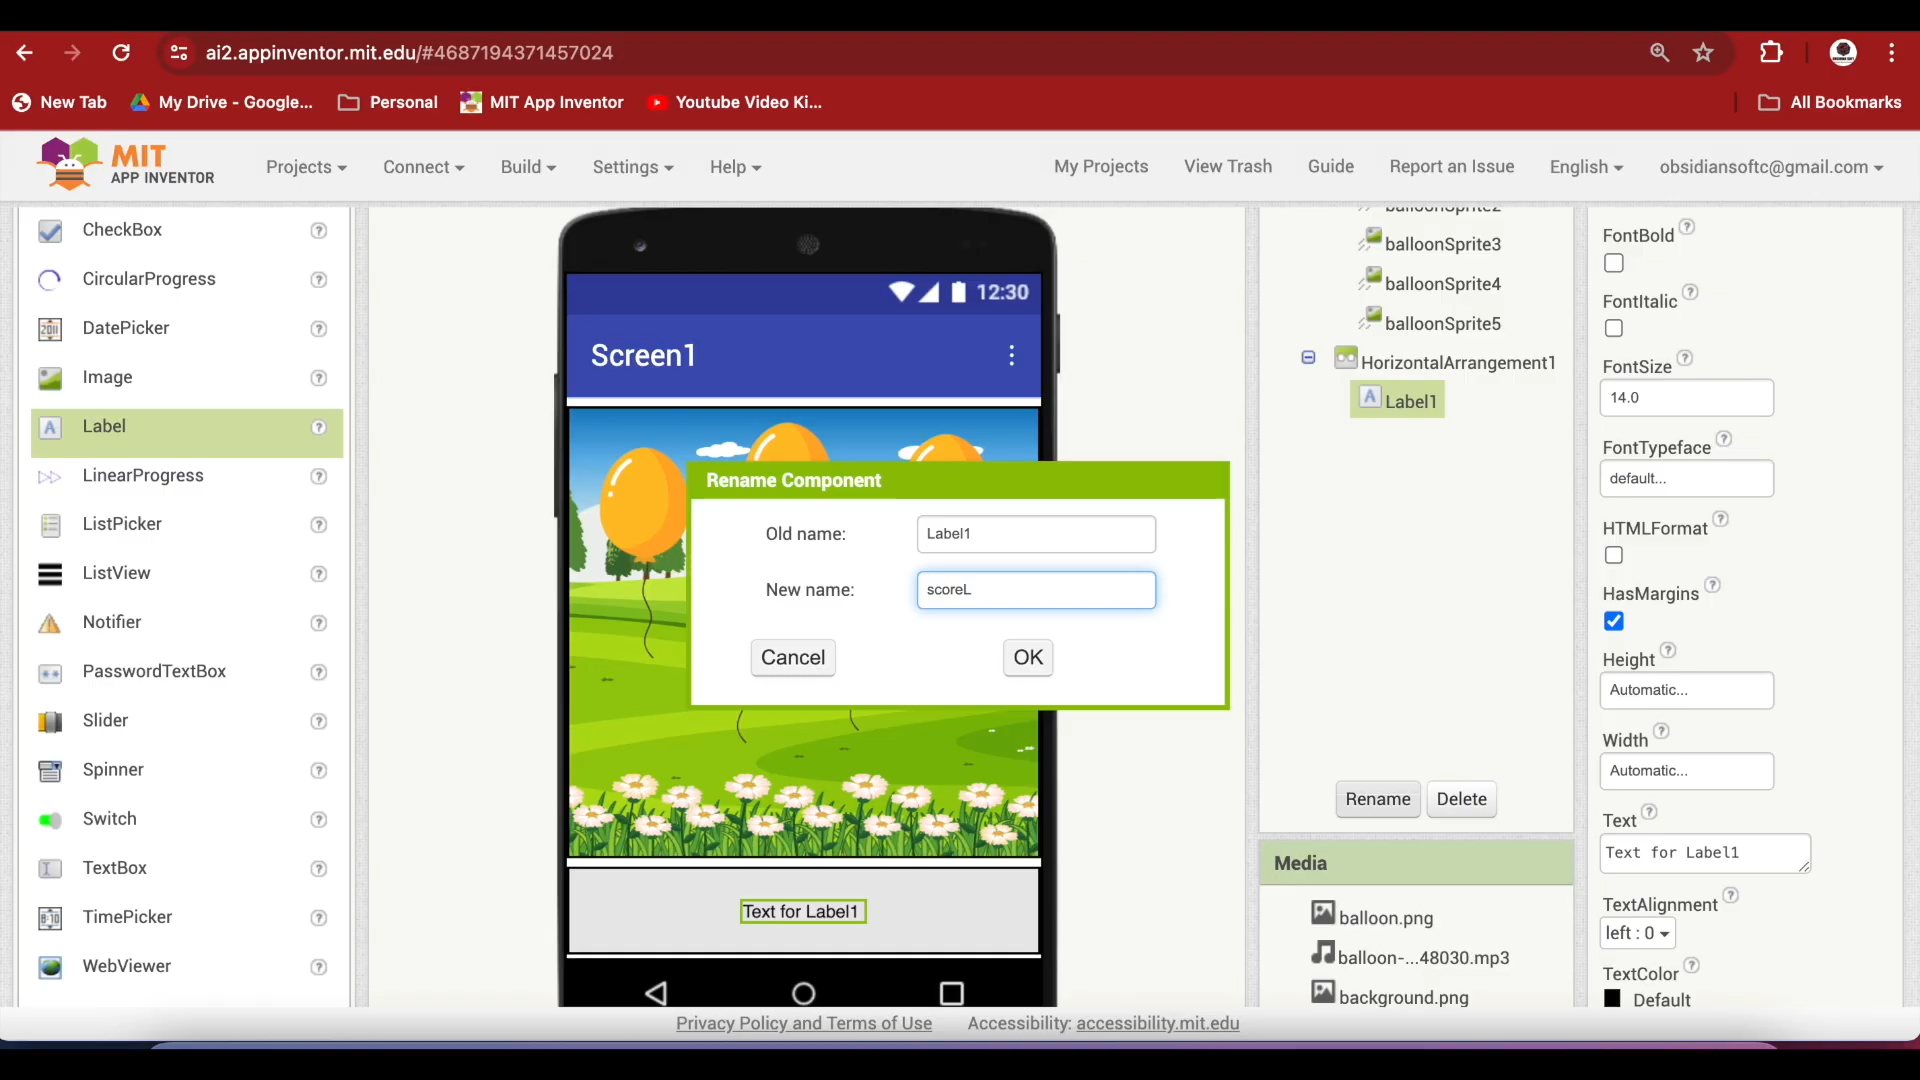 ai2.appinventor.mit.edu/#4687194371457024
New Tab
My Drive - Google...
Personal
MIT App Inventor
Youtube Video Ki...
All Bookmarks
MIT
APP INVENTOR
Projects
Connect
Build
Settings
Help
My Projects
View Trash
Guide
Report an Issue
English
obsidiansoftc@gmail.com
CheckBox
CircularProgress
DatePicker
Image
Label
LinearProgress
ListPicker
ListView
Notifier
PasswordTextBox
Slider
Spinner
Switch
TextBox
TimePicker
WebViewer
12:30
Screen1
Text for Label1
Rename Component
Old name:
Label1
New name:
scoreL
Cancel
OK
balloonSprite2
balloonSprite3
balloonSprite4
balloonSprite5
HorizontalArrangement1
Label1
Rename
Delete
Media
balloon.png
balloon-...48030.mp3
background.png
FontBold
FontItalic
FontSize
14.0
FontTypeface
default...
HTMLFormat
HasMargins
Height
Automatic...
Width
Automatic...
Text
Text for Label1
TextAlignment
left : 0
TextColor
Default
Privacy Policy and Terms of Use
Accessibility: accessibility.mit.edu